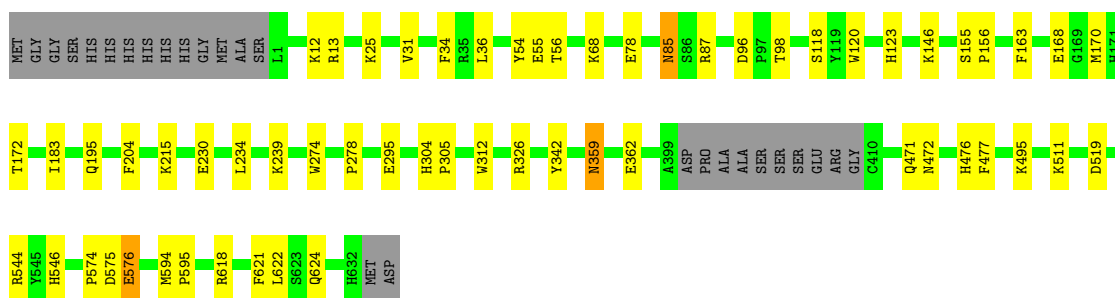 MET GLY GLY SER HIS HIS HIS HIS HIS HIS GLY MET ALA SER L1 K12 R13 K25 V31 F34 R35 L36 Y54 E55 T56 K68 E78 N85 S86 R87 D96 P97 T98 S118 Y119 W120 H123 K146 S155 P156 F163 E168 G169 M170 H171
T172 I183 Q195 F204 K215 E230 L234 K239 W274 P278 E295 H304 P305 W312 R326 Y342 N359 E362 A399 ASP PRO ALA ALA SER SER SER GLU ARG GLY C410 Q471 N472 H476 F477 K495 K511 D519
R544 Y545 H546 P574 D575 E576 M594 P595 R618 F621 L622 S623 Q624 H632 MET ASP